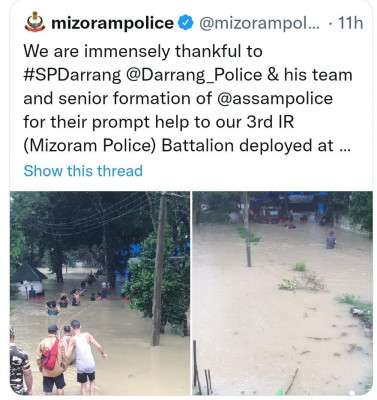 mizorampolice @mizorampol... · 11h
We are immensely thankful to
#SPDarrang @Darrang_Police & his team
and senior formation of @assampolice
for their prompt help to our 3rd IR
(Mizoram Police) Battalion deployed at ...
Show this thread